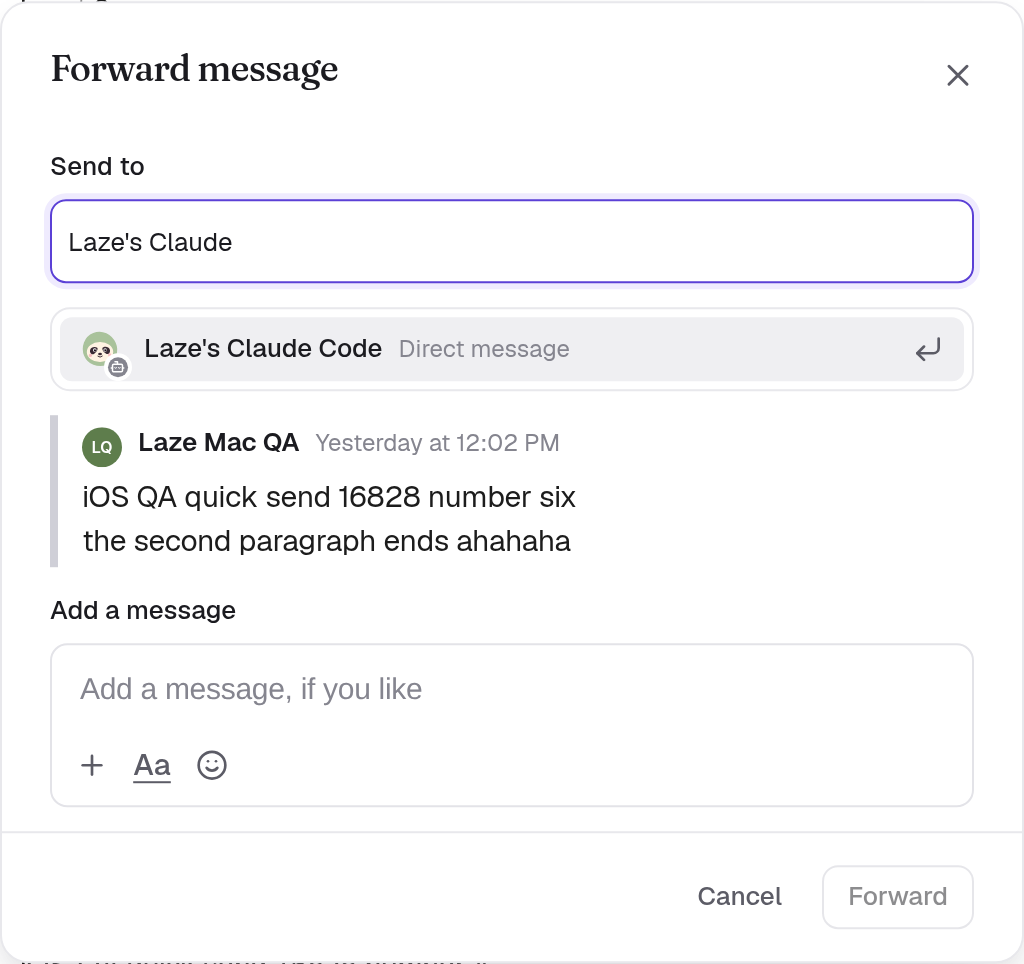 Forward message
Send to
Laze's Claude
Laze's Claude Code Direct message
LQ Laze Mac QA Yesterday at 12:02 PM
iOS QA quick send 16828 number six
the second paragraph ends ahahaha
Add a message
Add a message, if you like
Aa
Cancel Forward